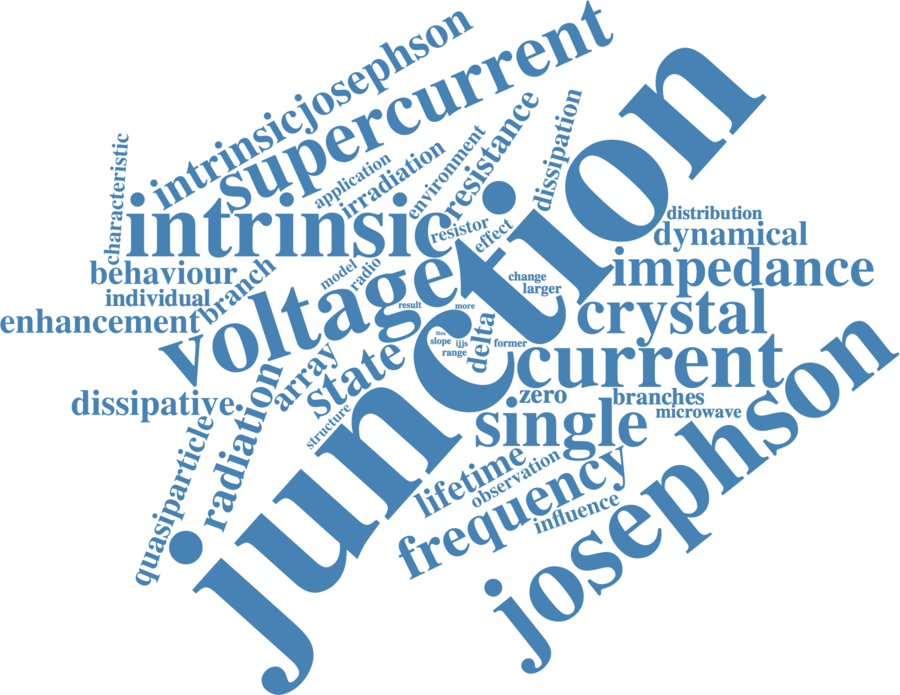 intrinsicjosephson
supercurrent
junction
characteristic
application
irradiation
environment
resistance
dissipation
intrinsic
resistor
effect
distribution
dynamical
behaviour
branch
model
radio
voltage
change
larger
impedance
individual
enhancement
result
more
crystal
film
slope
ijjs
range
delta
former
current
array
state
dissipative
radiation
structure
zero
branches
microwave
single
josephson
quasiparticle
lifetime
observation
frequency
influence